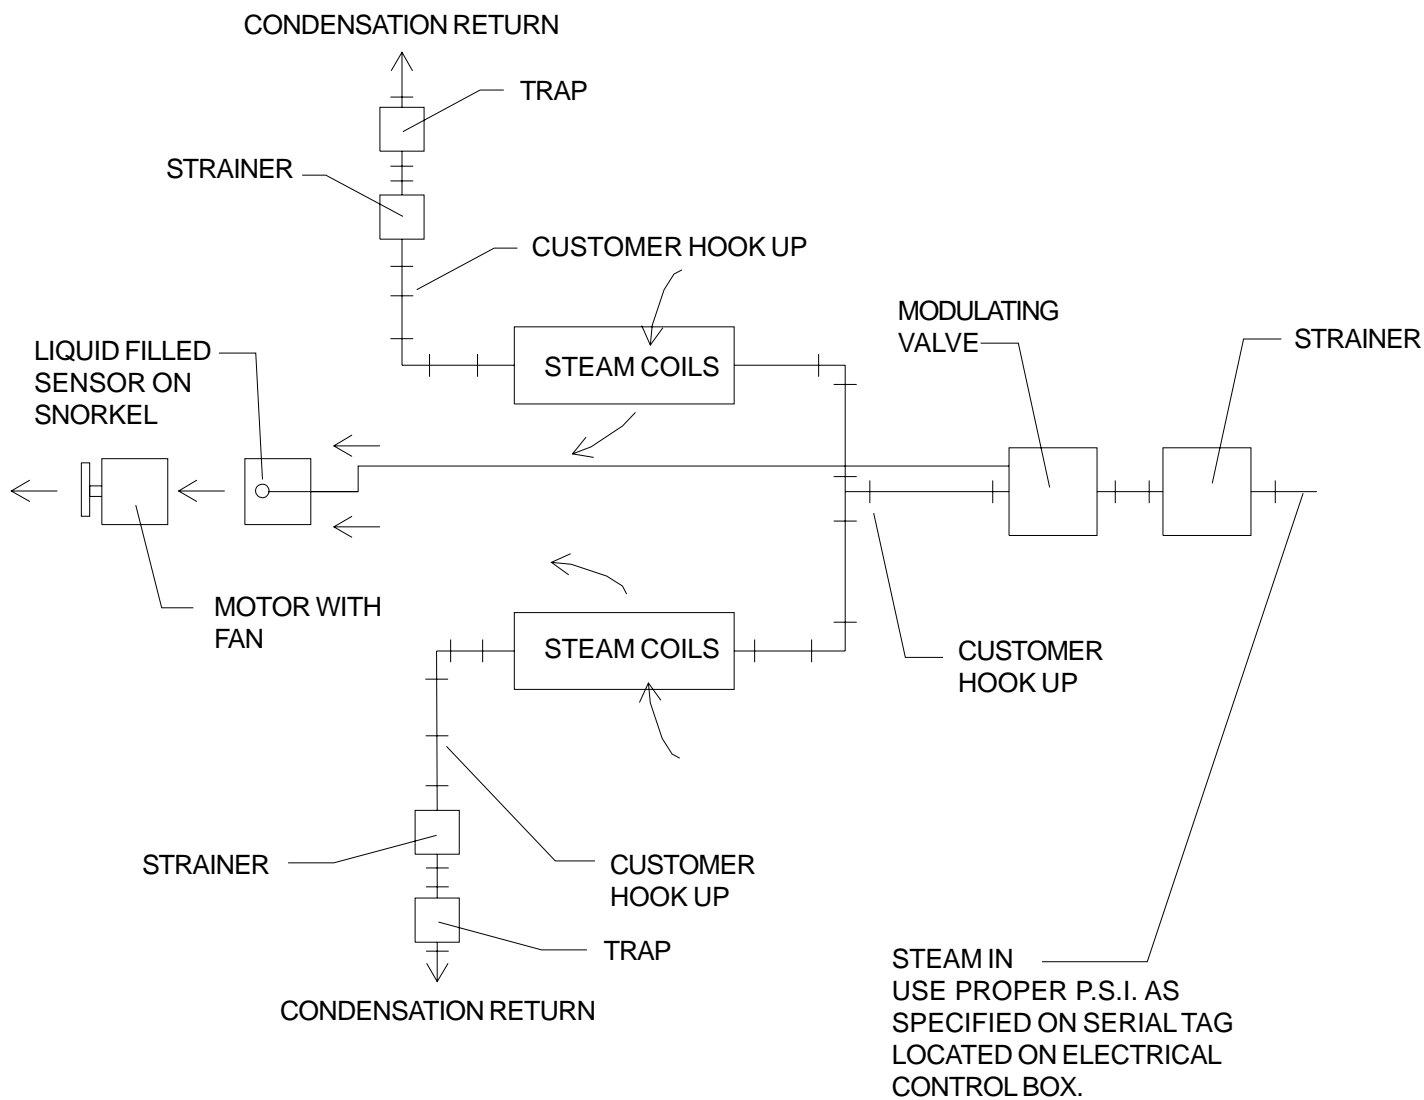 CONDENSATION RETURN
TRAP
STRAINER
CUSTOMER HOOK UP
MODULATING
VALVE
STRAINER
LIQUID FILLED
SENSOR ON
SNORKEL
STEAM COILS
MOTOR WITH
FAN
STEAM COILS
CUSTOMER
HOOK UP
STRAINER
CUSTOMER
HOOK UP
TRAP
CONDENSATION RETURN
STEAM IN
USE PROPER P.S.I. AS
SPECIFIED ON SERIAL TAG
LOCATED ON ELECTRICAL
CONTROL BOX.